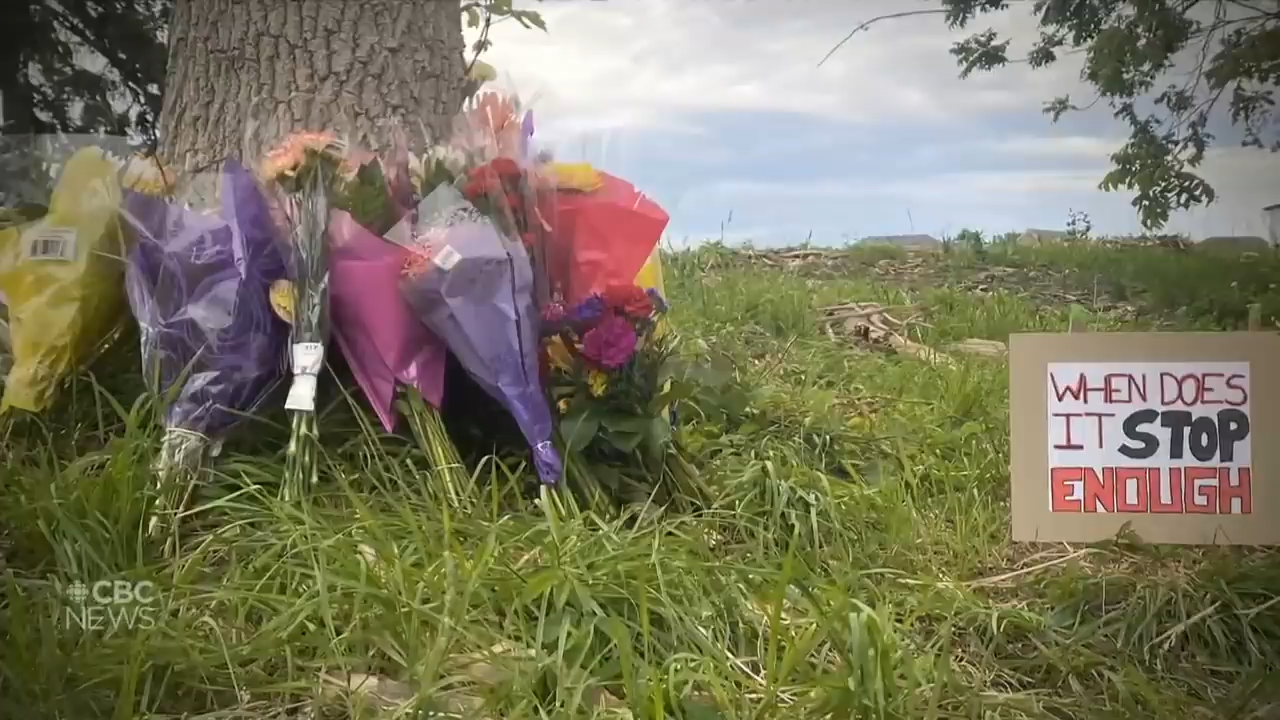 WHEN DOES
IT STOP
ENOUGH
CBC
NEWS